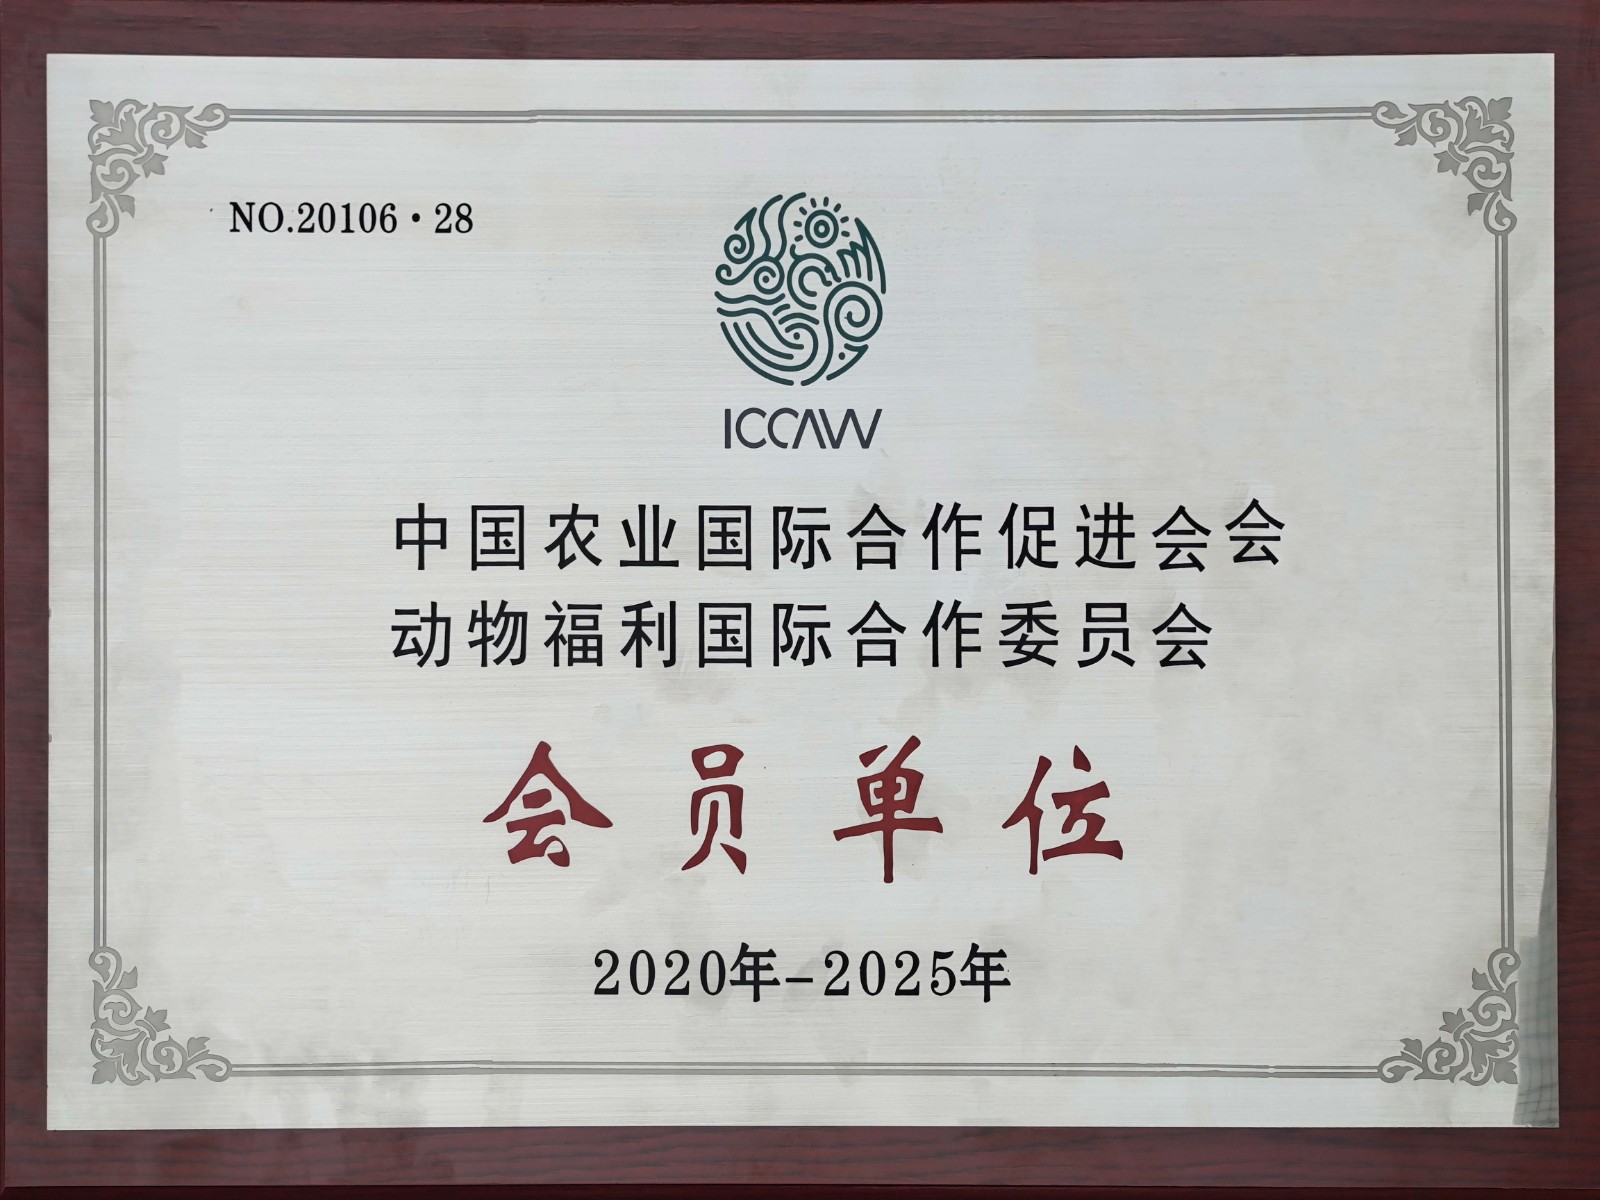 NO.20106·28
ICCAW
中国农业国际合作促进会会
动物福利国际合作委员会
会员单位
2020年-2025年